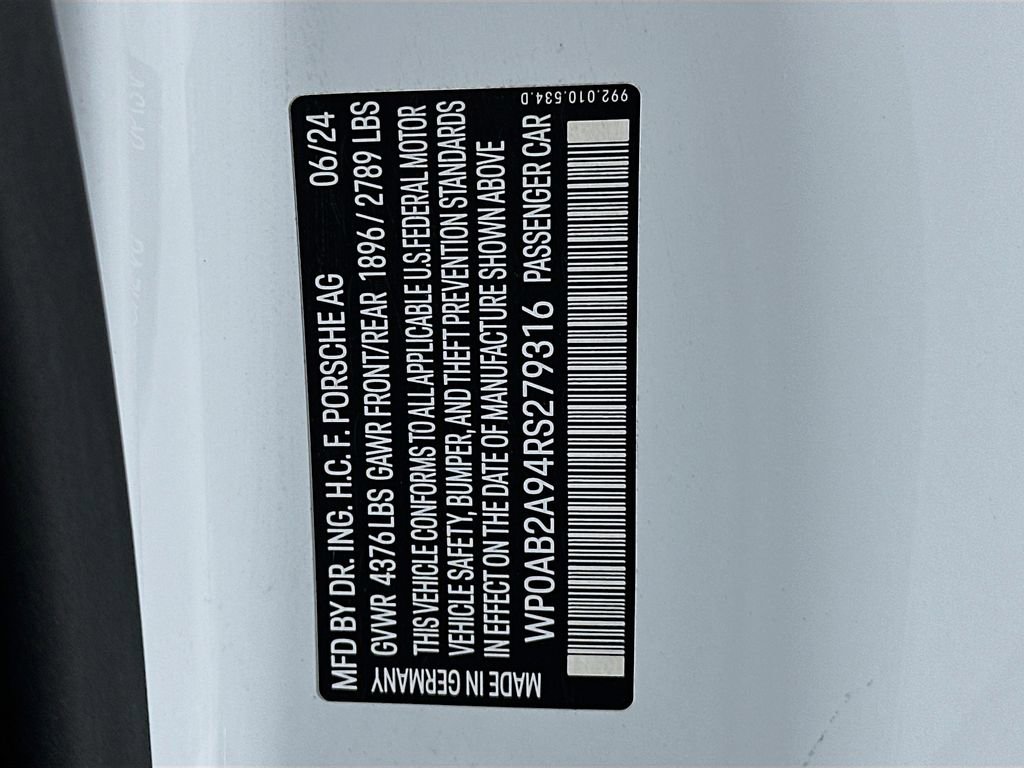 MFD BY DR. ING. H.C. F. PORSCHE AG 06/24
GVWR 4376LBS GAWR FRONT/REAR 1896 / 2789 LBS
THIS VEHICLE CONFORMS TO ALL APPLICABLE U.S. FEDERAL MOTOR
VEHICLE SAFETY, BUMPER, AND THEFT PREVENTION STANDARDS
IN EFFECT ON THE DATE OF MANUFACTURE SHOWN ABOVE
WP0AB2A94RS279316 PASSENGER CAR
MADE IN GERMANY
992.010.534.D